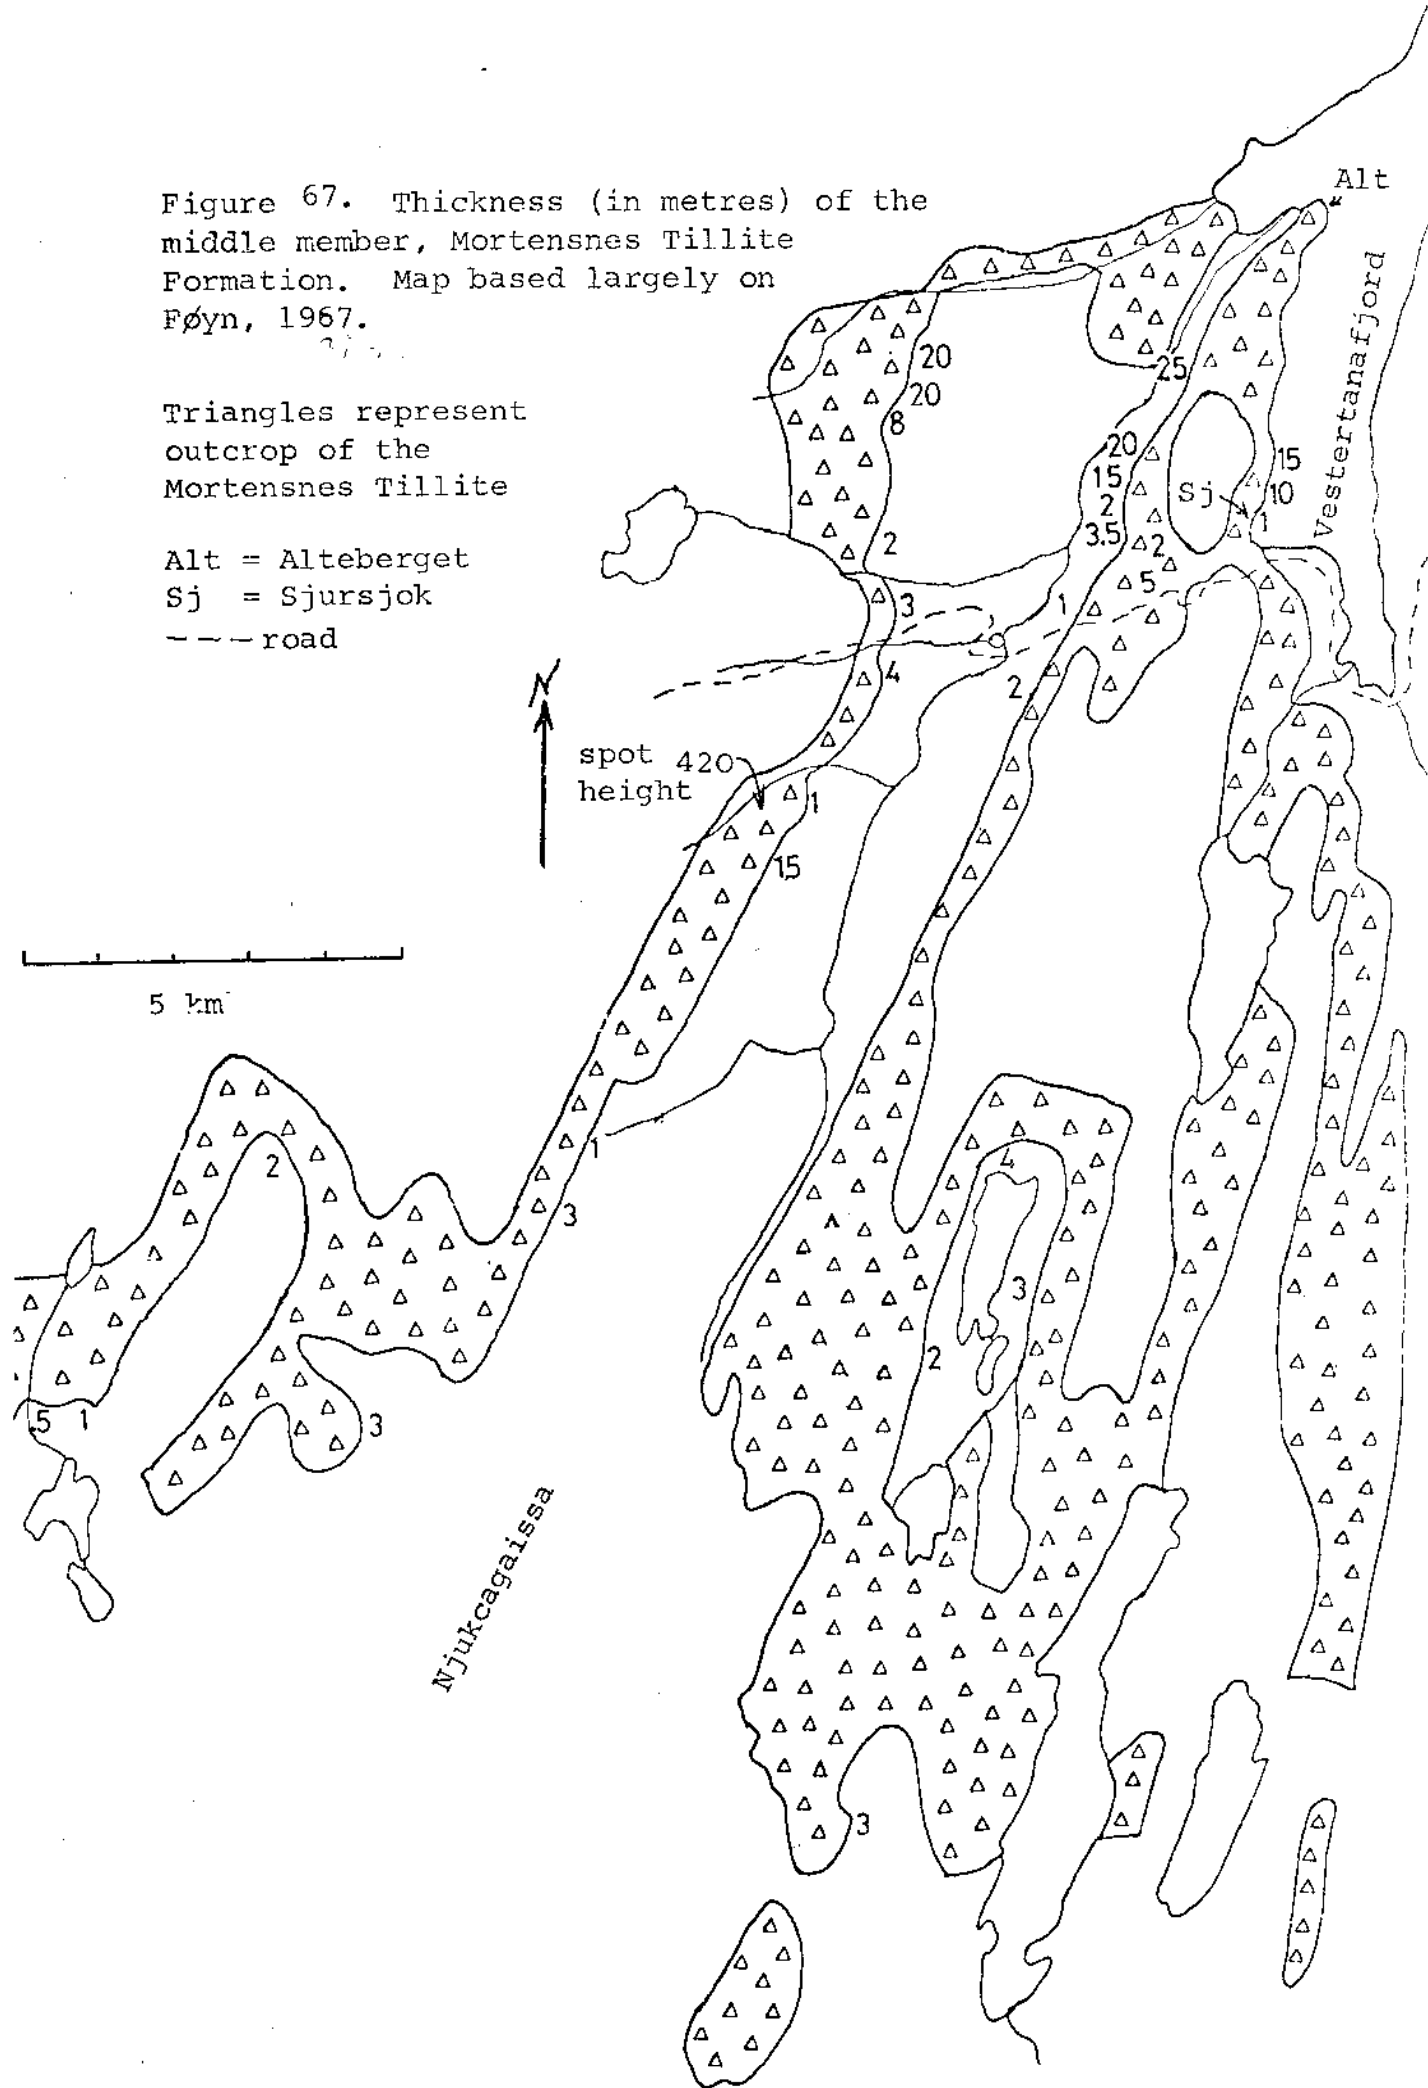 Figure 67. Thickness (in metres) of the
middle member, Mortensnes Tillite
Formation. Map based largely on
Føyn, 1967.
Triangles represent
outcrop of the
Mortensnes Tillite
Alt = Alteberget
Sj = Sjursjok
--- road
Alt
Vestertanafjord
20
20
8
25
20
15
2
3.5
Sj
15
10
1
2
5
2
3
1
4
2
N
spot 420
height
1
1.5
5 km
1
2
3
4
3
2
.5 1
3
Njukcagaissa
3